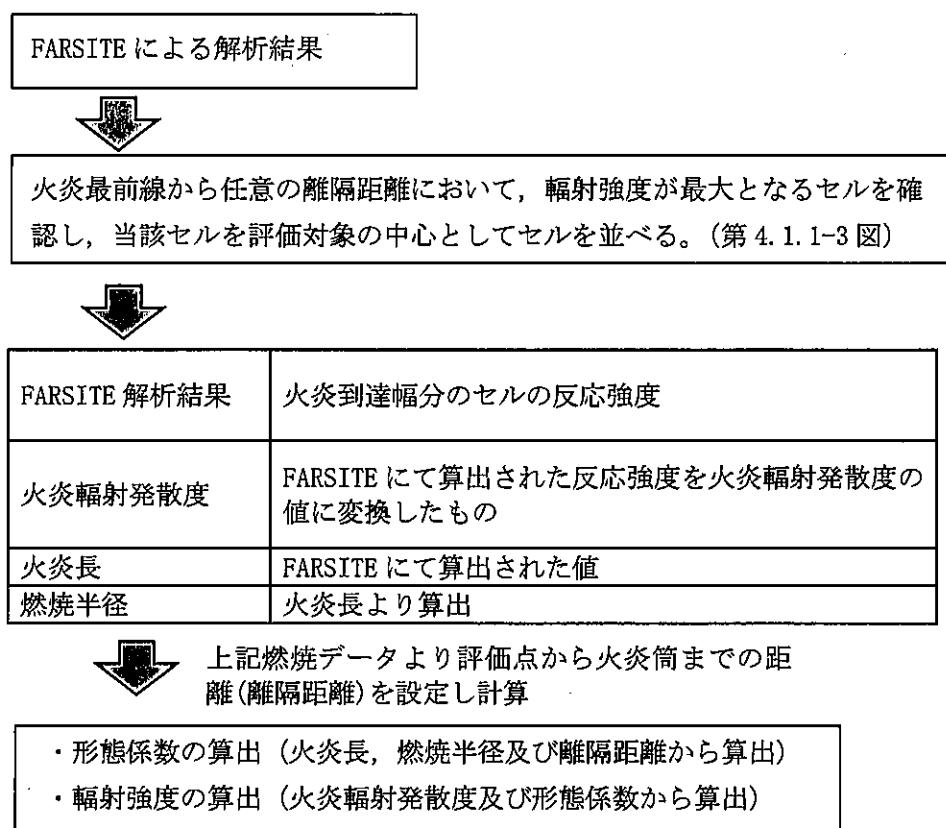 FARSITE による解析結果
火炎最前線から任意の離隔距離において，輻射強度が最大となるセルを確
認し，当該セルを評価対象の中心としてセルを並べる。(第 4.1.1-3 図)
FARSITE 解析結果 火炎到達幅分のセルの反応強度
火炎輻射発散度 FARSITE にて算出された反応強度を火炎輻射発散度の
値に変換したもの
火炎長 FARSITE にて算出された値
燃焼半径 火炎長より算出
上記燃焼データより評価点から火炎筒までの距
離(離隔距離)を設定し計算
・形態係数の算出（火炎長，燃焼半径及び離隔距離から算出）
・輻射強度の算出（火炎輻射発散度及び形態係数から算出）